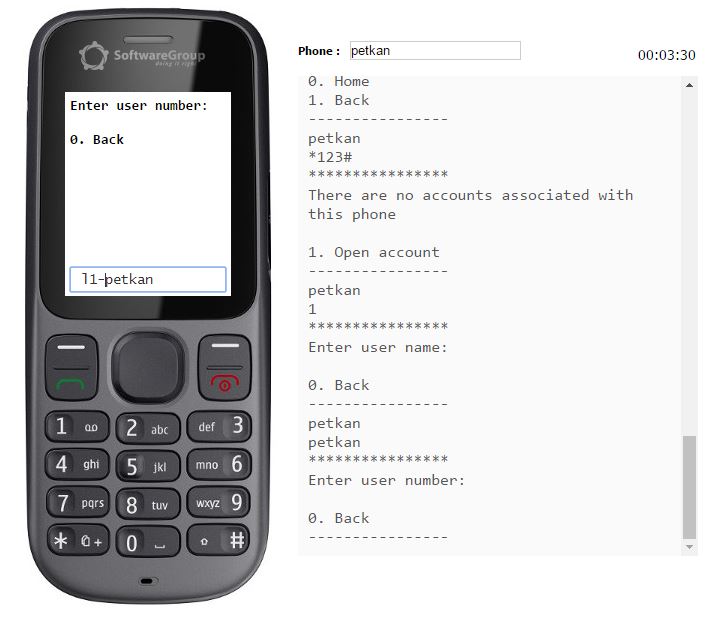 SoftwareGroup
doing it right
Enter user number:
0. Back
l1-petkan
1
2 abc
def 3
4 ghi
5 jkl
mno 6
7 pqrs
8 tuv
wxyz 9
* +
0
#
Phone : petkan
00:03:30
0. Home
1. Back
----------------
petkan
*123#
****************
There are no accounts associated with
this phone
1. Open account
----------------
petkan
1
****************
Enter user name:
0. Back
----------------
petkan
petkan
****************
Enter user number:
0. Back
----------------